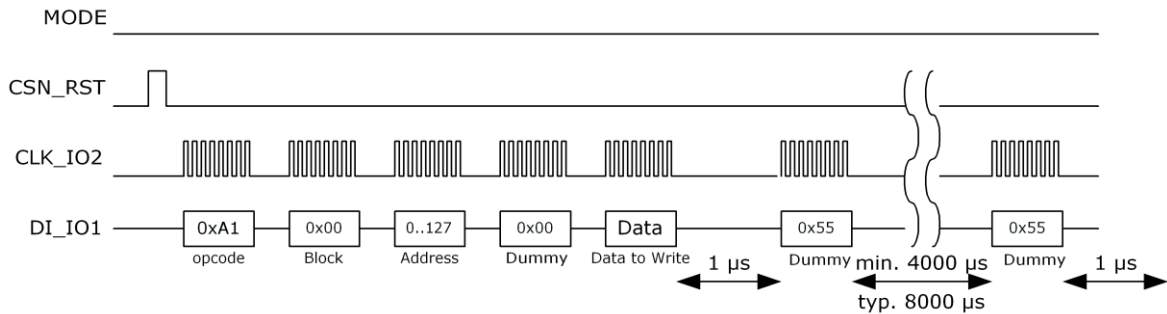 MODE
CSN_RST
CLK_IO2
DI_IO1 0xA1 0x00 0..127 0x00 Data 0x55 0x55
opcode Block Address Dummy Data to Write Dummy Dummy
1 µs min. 4000 µs 1 µs
typ. 8000 µs